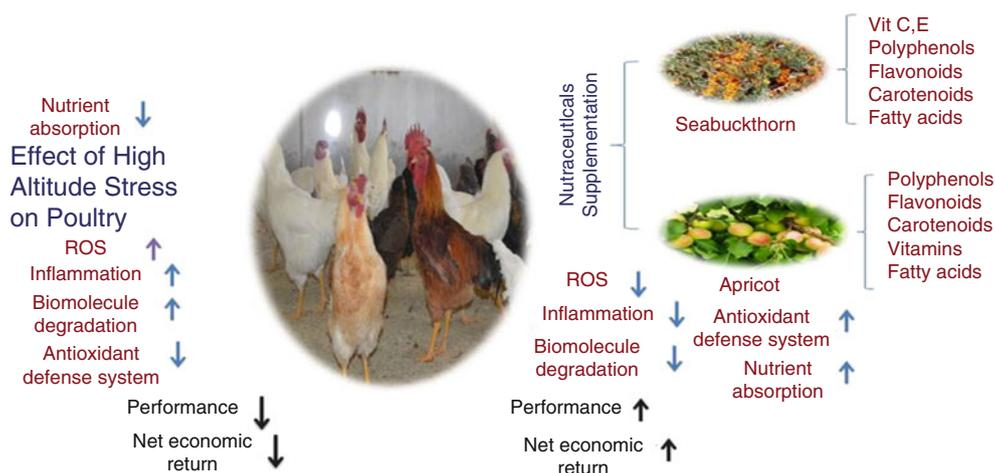 Nutrient
absorption ↓
Effect of High
Altitude Stress
on Poultry
ROS ↑
Inflammation ↑
Biomolecule
degradation ↑
Antioxidant
defense system ↓
Performance ↓
Net economic
return ↓
Nutraceuticals
Supplementation
Seabuckthorn
Vit C,E
Polyphenols
Flavonoids
Carotenoids
Fatty acids
Apricot
Polyphenols
Flavonoids
Carotenoids
Vitamins
Fatty acids
ROS ↓
Inflammation ↓
Biomolecule
degradation ↓
Antioxidant
defense system ↑
Nutrient
absorption ↑
Performance ↑
Net economic
return ↑